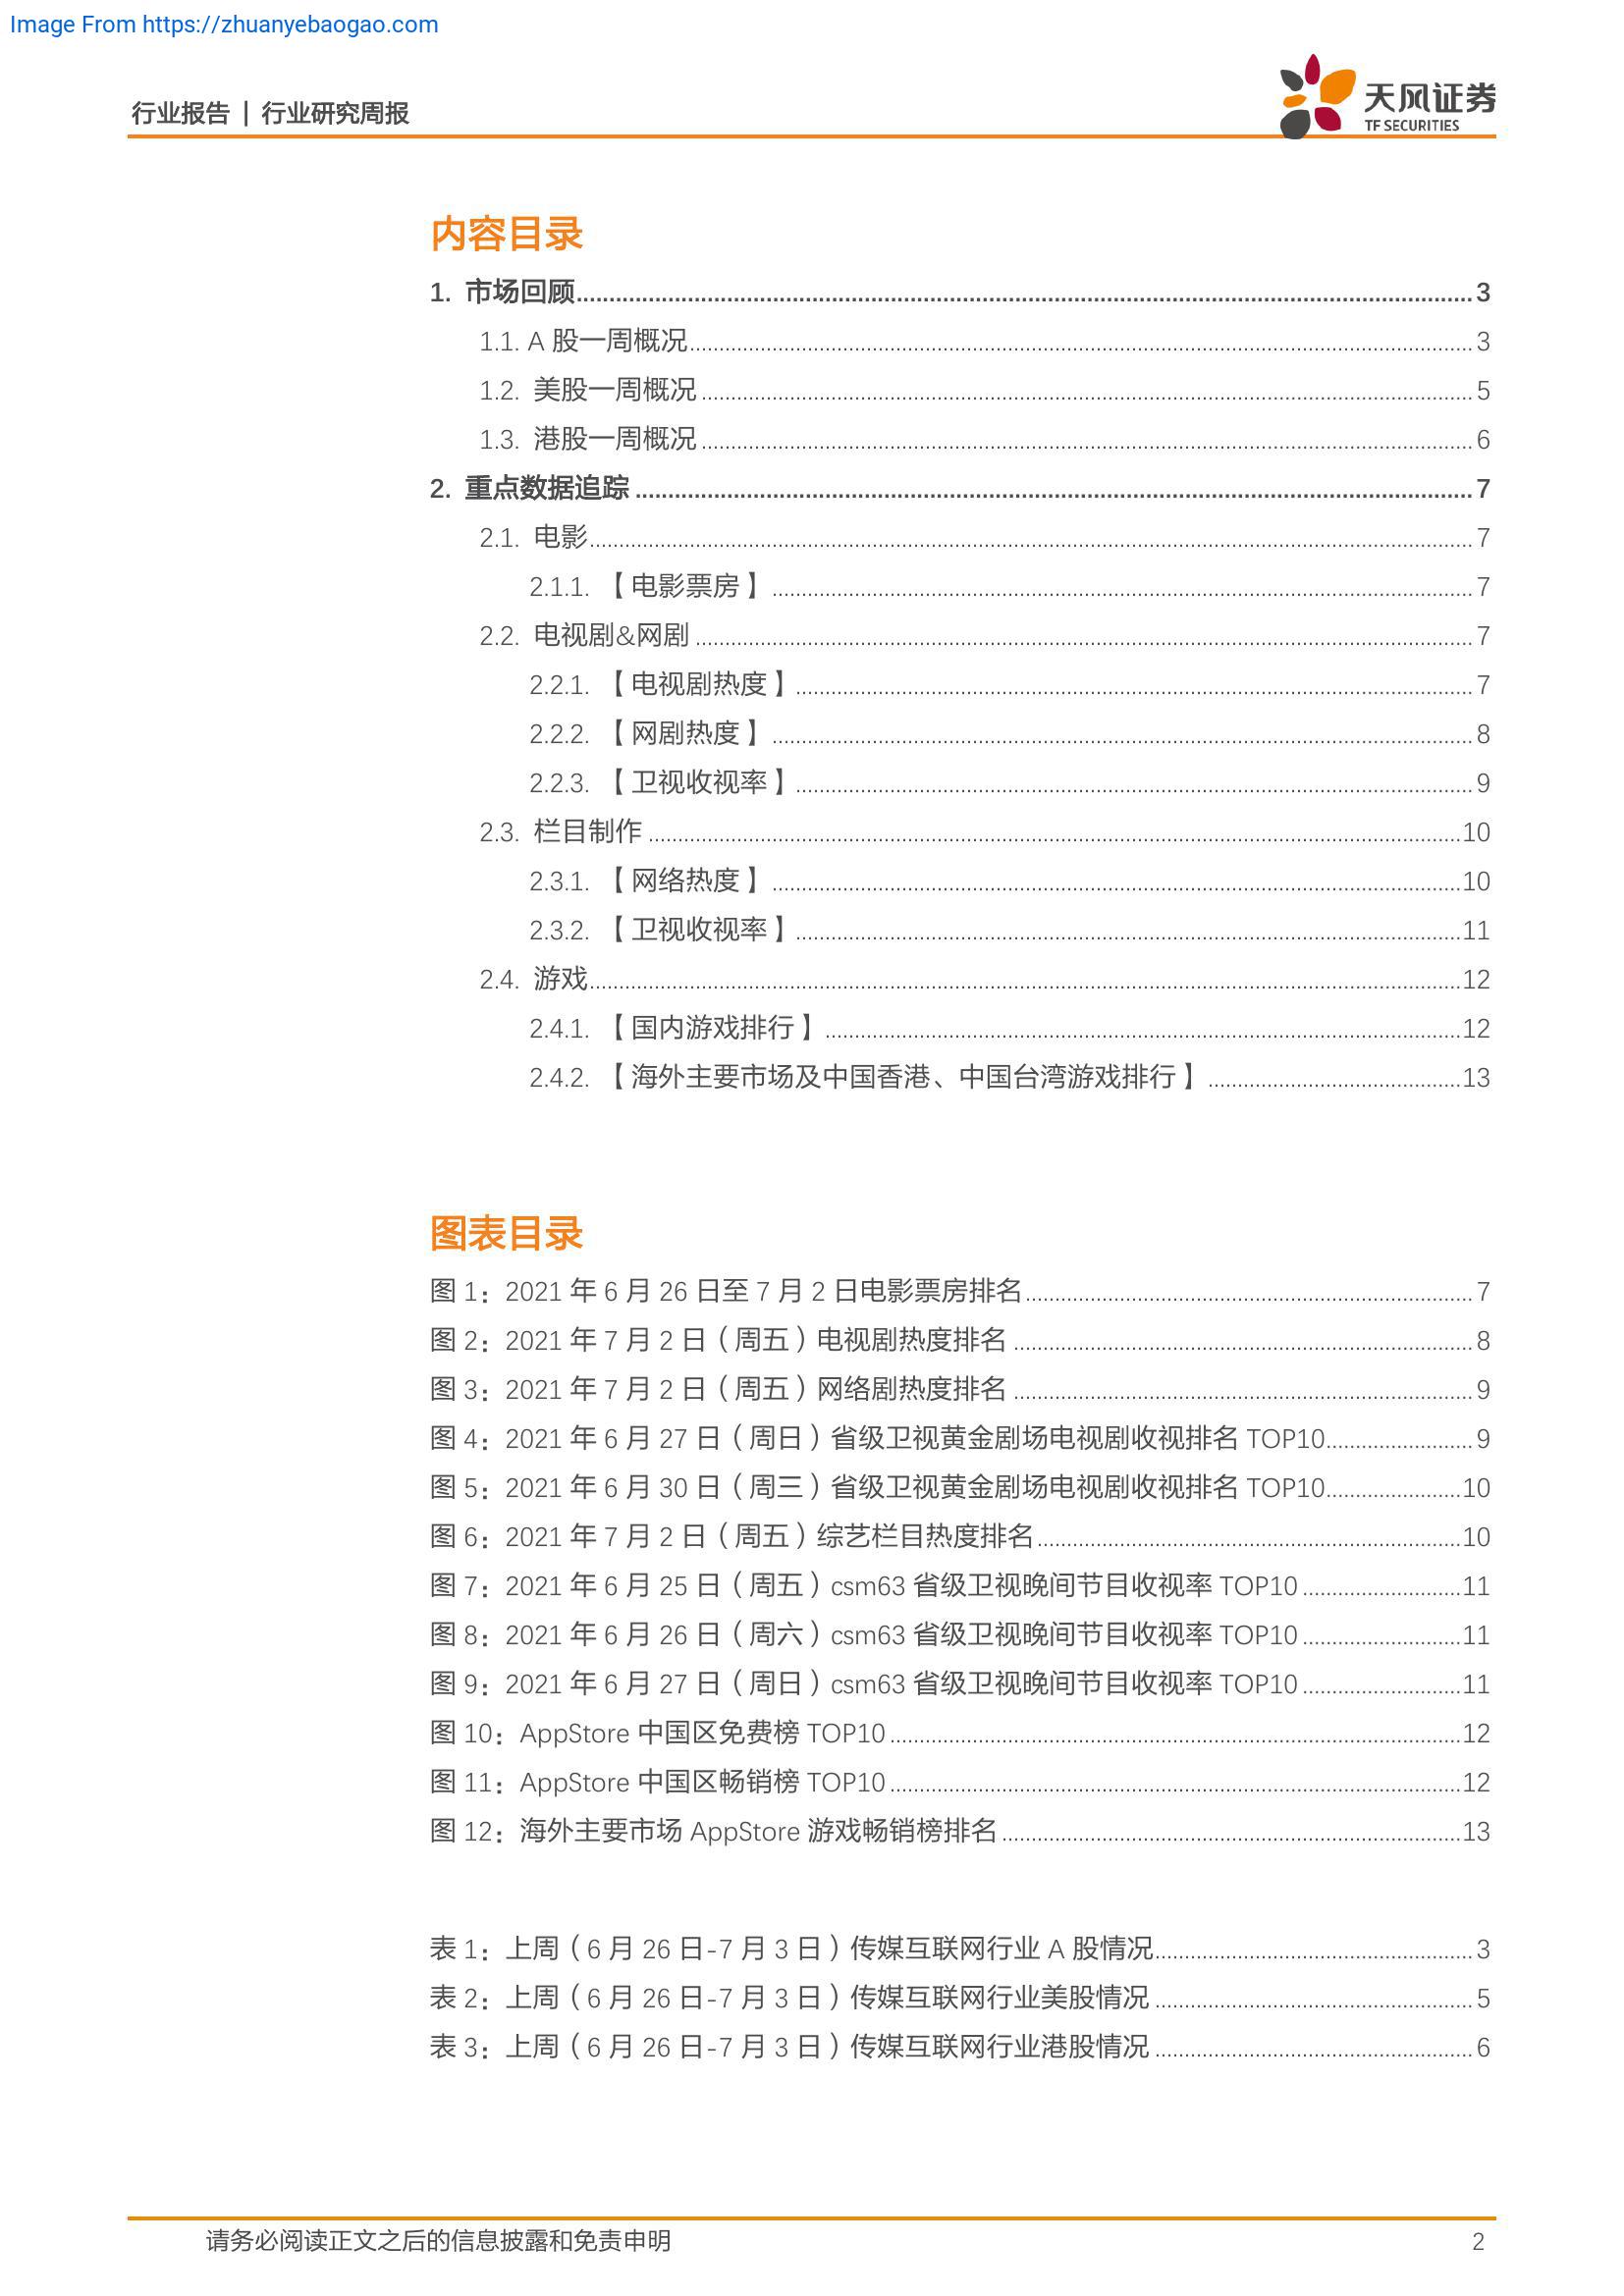 Image From https://zhuanyebaogao.com
行业报告 | 行业研究周报
天风证券
TF SECURITIES
内容目录
1. 市场回顾 3
1.1. A 股一周概况 3
1.2. 美股一周概况 5
1.3. 港股一周概况 6
2. 重点数据追踪 7
2.1. 电影 7
2.1.1. 【电影票房】 7
2.2. 电视剧&网剧 7
2.2.1. 【电视剧热度】 7
2.2.2. 【网剧热度】 8
2.2.3. 【卫视收视率】 9
2.3. 栏目制作 10
2.3.1. 【网络热度】 10
2.3.2. 【卫视收视率】 11
2.4. 游戏 12
2.4.1. 【国内游戏排行】 12
2.4.2. 【海外主要市场及中国香港、中国台湾游戏排行】 13
图表目录
图 1：2021 年 6 月 26 日至 7 月 2 日电影票房排名 7
图 2：2021 年 7 月 2 日（周五）电视剧热度排名 8
图 3：2021 年 7 月 2 日（周五）网络剧热度排名 9
图 4：2021 年 6 月 27 日（周日）省级卫视黄金剧场电视剧收视排名 TOP10 9
图 5：2021 年 6 月 30 日（周三）省级卫视黄金剧场电视剧收视排名 TOP10 10
图 6：2021 年 7 月 2 日（周五）综艺栏目热度排名 10
图 7：2021 年 6 月 25 日（周五）csm63 省级卫视晚间节目收视率 TOP10 11
图 8：2021 年 6 月 26 日（周六）csm63 省级卫视晚间节目收视率 TOP10 11
图 9：2021 年 6 月 27 日（周日）csm63 省级卫视晚间节目收视率 TOP10 11
图 10：AppStore 中国区免费榜 TOP10 12
图 11：AppStore 中国区畅销榜 TOP10 12
图 12：海外主要市场 AppStore 游戏畅销榜排名 13
表 1：上周（6 月 26 日-7 月 3 日）传媒互联网行业 A 股情况 3
表 2：上周（6 月 26 日-7 月 3 日）传媒互联网行业美股情况 5
表 3：上周（6 月 26 日-7 月 3 日）传媒互联网行业港股情况 6
请务必阅读正文之后的信息披露和免责申明 2